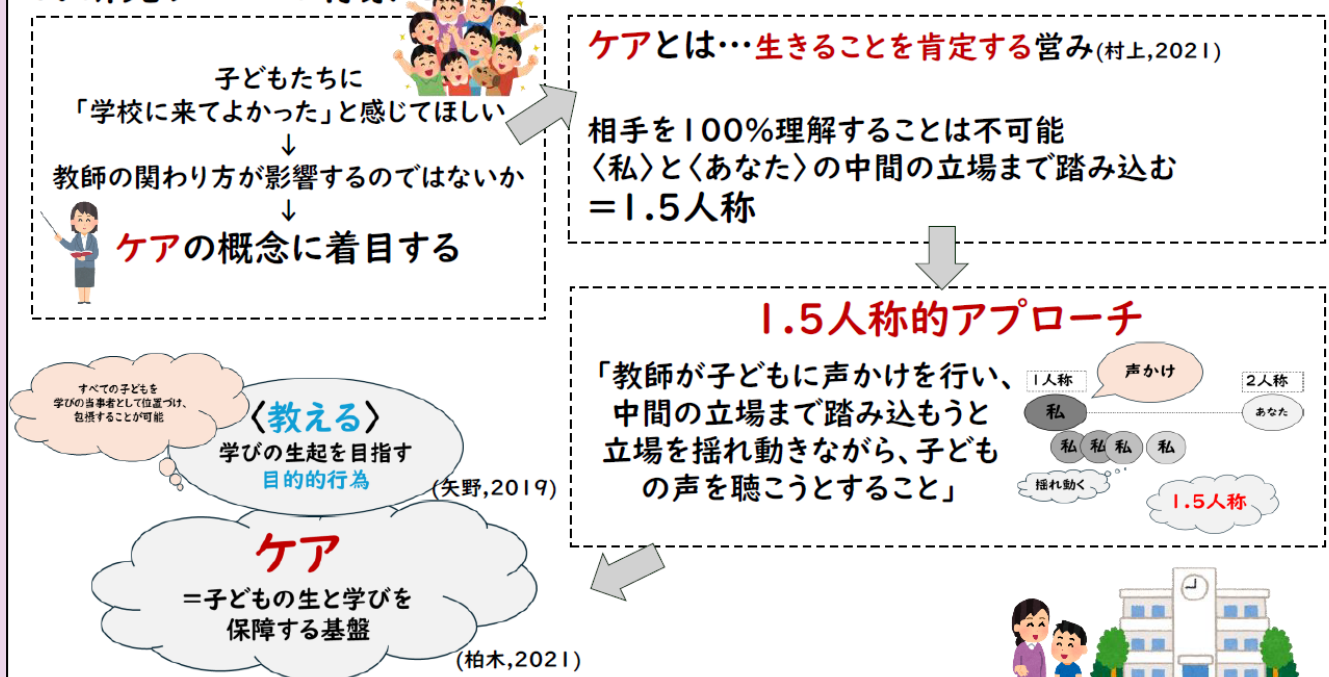 子どもたちに
「学校に来てよかった」と感じてほしい
↓
教師の関わり方が影響するのではないか
↓
ケアの概念に着目する
ケアとは…生きることを肯定する営み(村上,2021)
相手を100%理解することは不可能
〈私〉と〈あなた〉の中間の立場まで踏み込む
=1.5人称
1.5人称的アプローチ
「教師が子どもに声かけを行い、
中間の立場まで踏み込もうと
立場を揺れ動きながら、子ども
の声を聴こうとすること」
声かけ
1人称
2人称
私
あなた
私 私 私 私
揺れ動く
1.5人称
すべての子どもを
学びの当事者として位置づけ、
包摂することが可能
〈教える〉
学びの生起を目指す
目的的行為
(矢野,2019)
ケア
=子どもの生と学びを
保障する基盤
(柏木,2021)